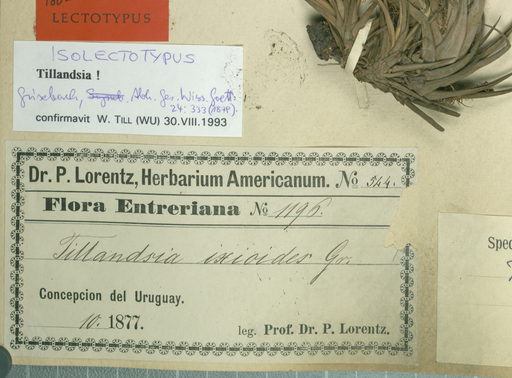 LECTOTYPUS
ISOLECTOTYPUS
Tillandsia !
Griesebach, Abh. Ges. Wiss. Goett.
24: 333 (1879).
confirmavit W. TILL (WU) 30.VIII.1993
Dr. P. Lorentz, Herbarium Americanum. No 544.
Flora Entreriana No 1196.
Tillandsia ixioides Gr.
Concepcion del Uruguay.
10. 1877.
leg. Prof. Dr. P. Lorentz.
Spec